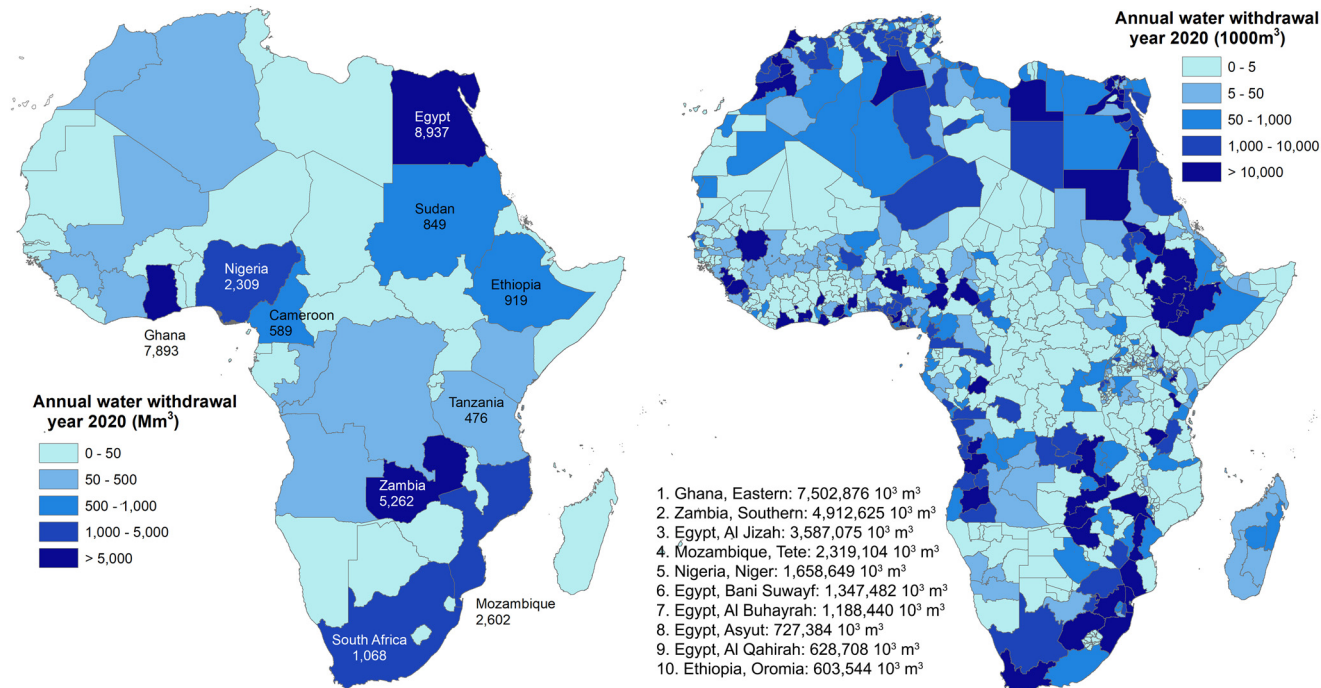 Egypt
8,937
Sudan
849
Nigeria
2,309
Ethiopia
919
Cameroon
589
Ghana
7,893
Tanzania
476
Zambia
5,262
Mozambique
2,602
South Africa
1,068
Annual water withdrawal
year 2020 (Mm³)
0 - 50
50 - 500
500 - 1,000
1,000 - 5,000
> 5,000
Annual water withdrawal
year 2020 (1000m³)
0 - 5
5 - 50
50 - 1,000
1,000 - 10,000
> 10,000
1. Ghana, Eastern: 7,502,876 10³ m³
2. Zambia, Southern: 4,912,625 10³ m³
3. Egypt, Al Jizah: 3,587,075 10³ m³
4. Mozambique, Tete: 2,319,104 10³ m³
5. Nigeria, Niger: 1,658,649 10³ m³
6. Egypt, Bani Suwayf: 1,347,482 10³ m³
7. Egypt, Al Buhayrah: 1,188,440 10³ m³
8. Egypt, Asyut: 727,384 10³ m³
9. Egypt, Al Qahirah: 628,708 10³ m³
10. Ethiopia, Oromia: 603,544 10³ m³